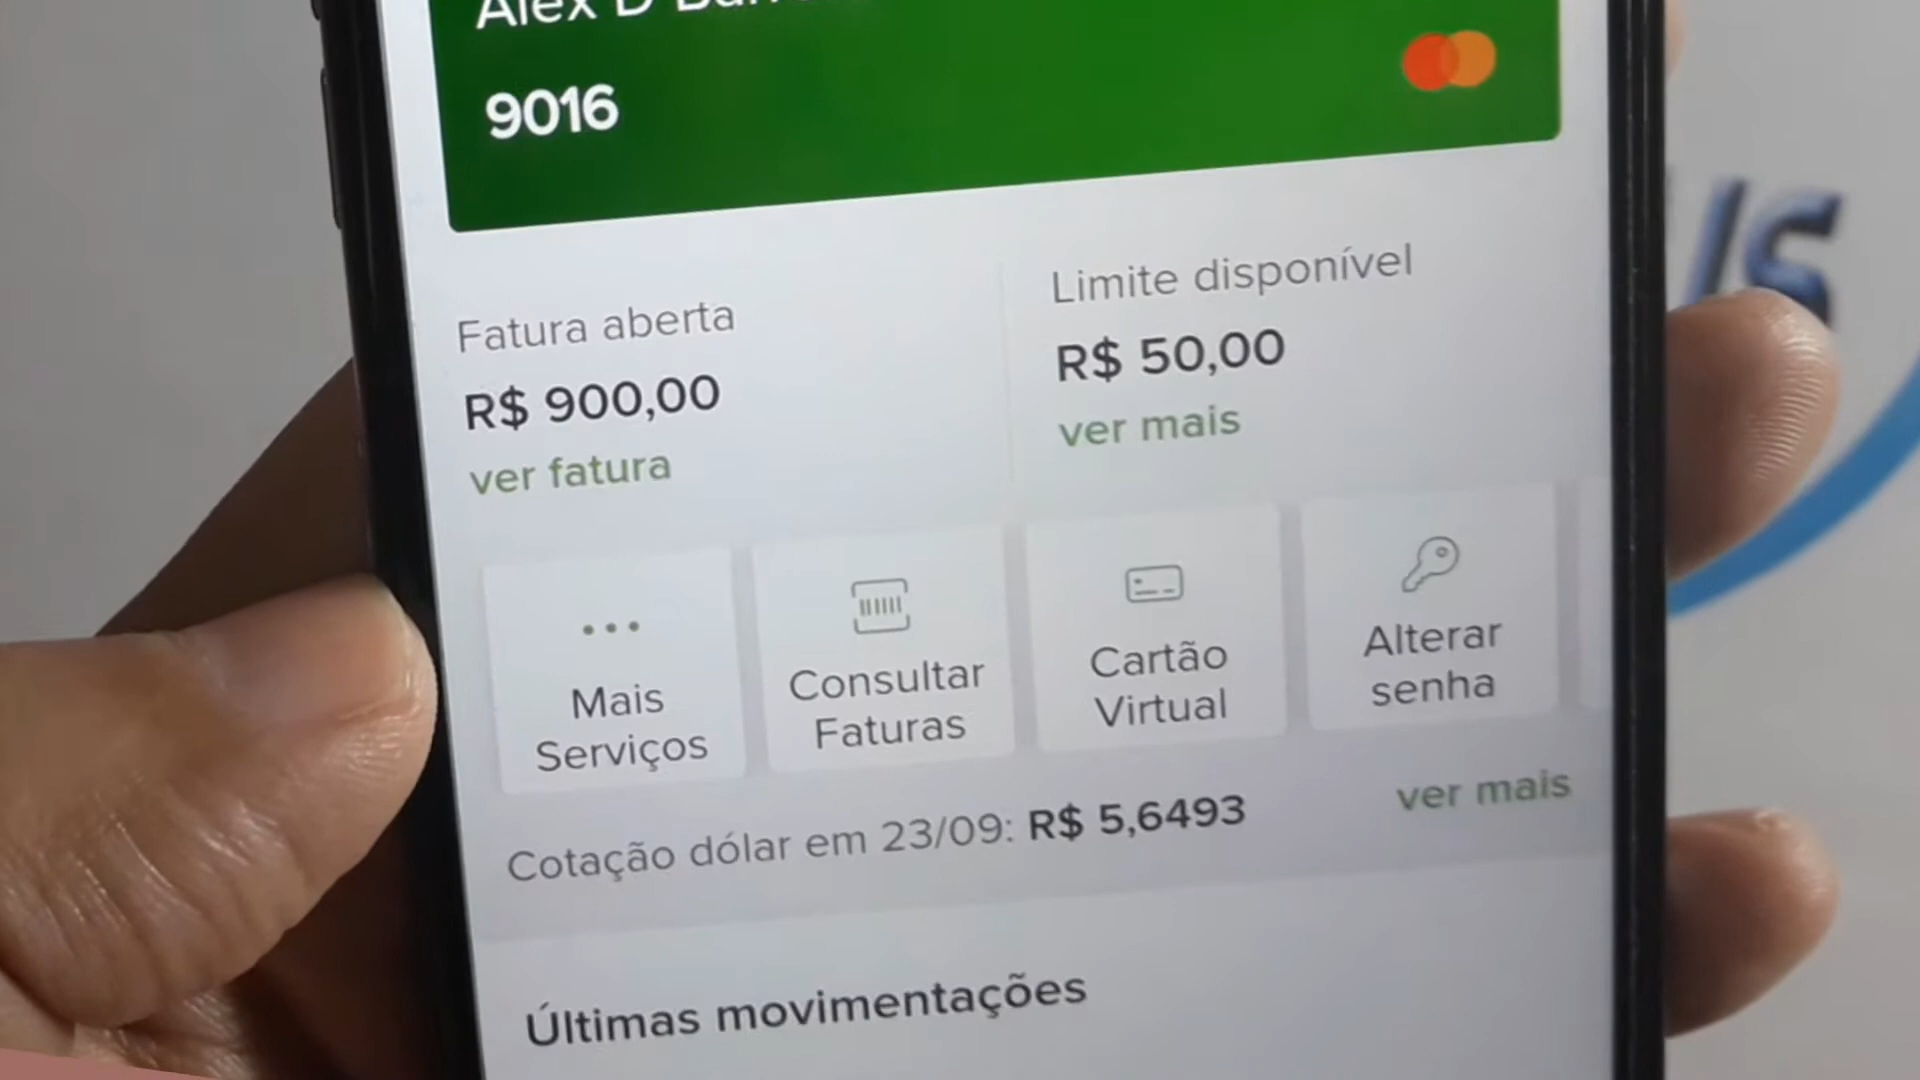 Alex D
9016
Fatura aberta
R$ 900,00
ver fatura
Limite disponível
R$ 50,00
ver mais
Mais
Serviços
Consultar
Faturas
Cartão
Virtual
Alterar
senha
Cotação dólar em 23/09: R$ 5,6493
ver mais
Últimas movimentações